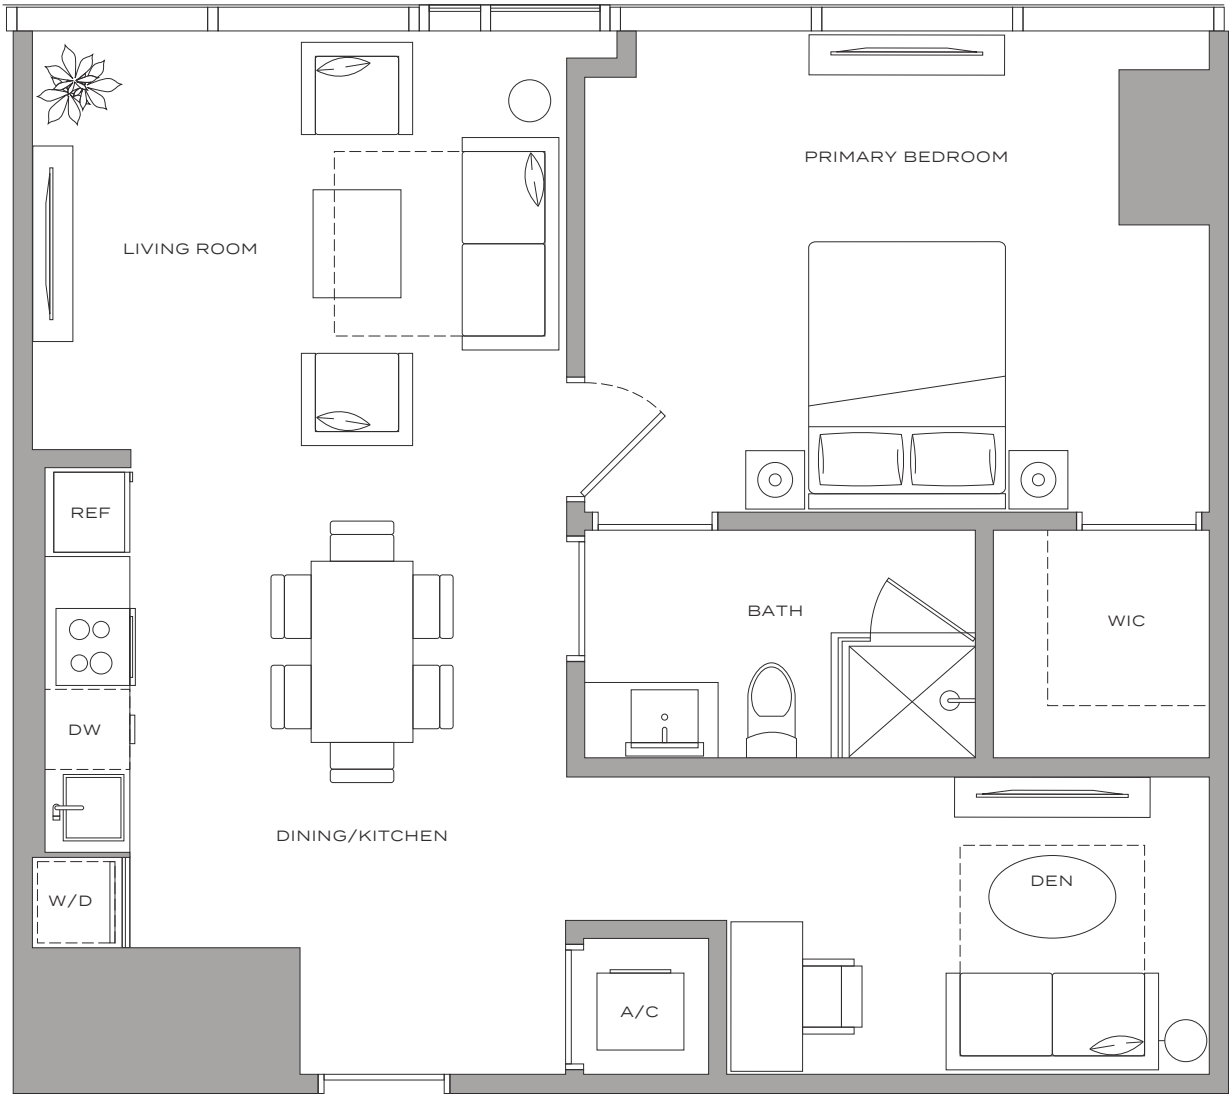 PRIMARY BEDROOM
LIVING ROOM
REF
BATH
WIC
DW
DINING/KITCHEN
DEN
W/D
A/C